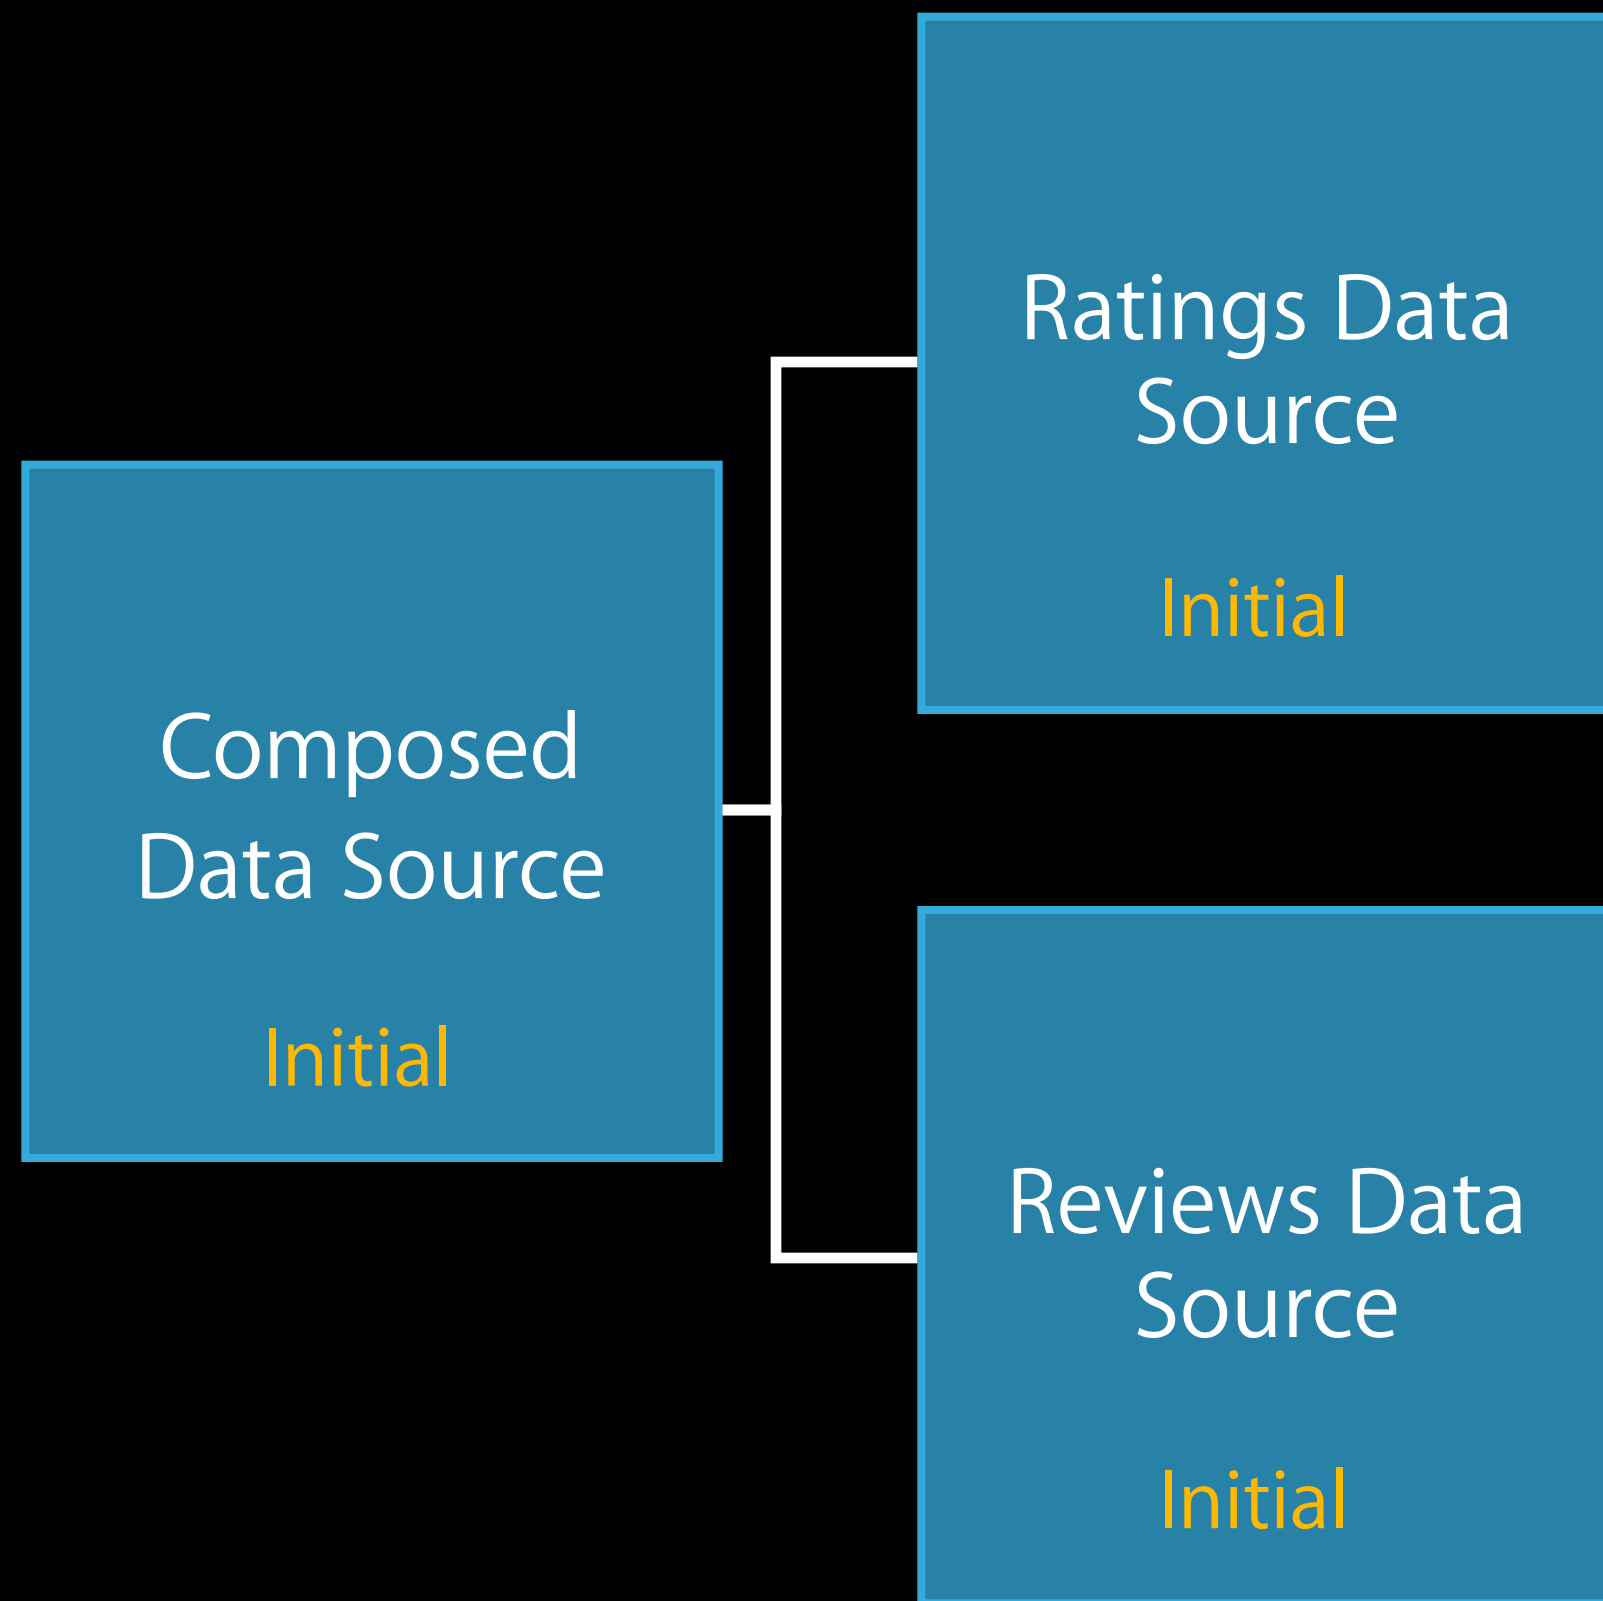 Composed
Data Source
Initial
Ratings Data
Source
Initial
Reviews Data
Source
Initial